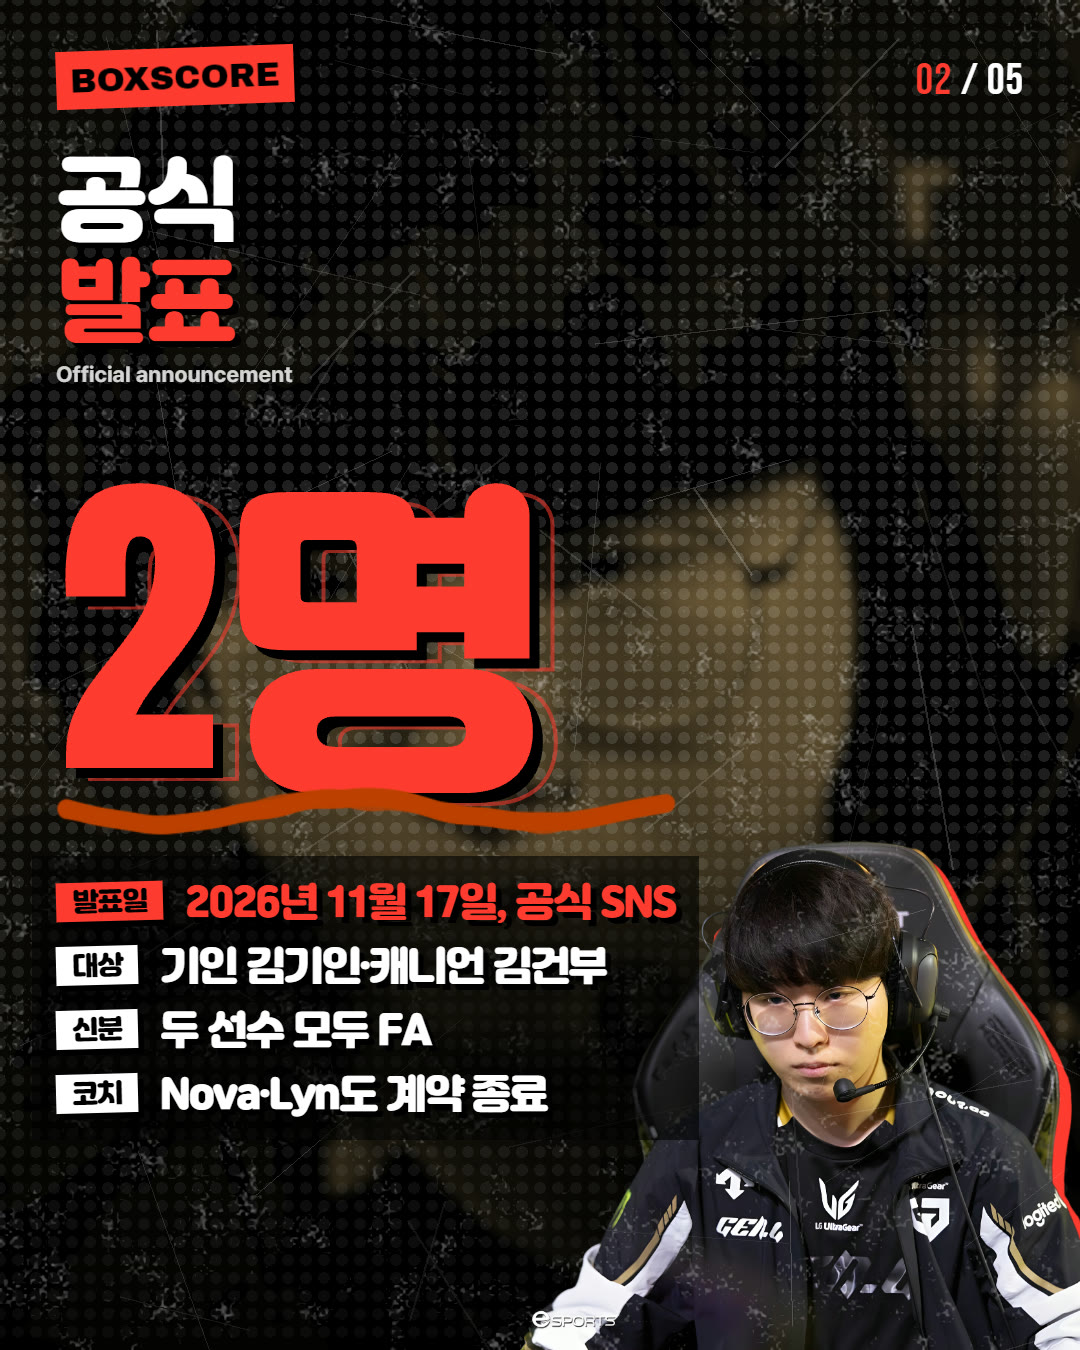 BOXSCORE
02 / 05
공식
발표
Official announcement
2명
발표일 2026년 11월 17일, 공식 SNS
대상 기인 김기인·캐니언 김건부
신분 두 선수 모두 FA
코치 Nova·Lyn도 계약 종료
GEN.G
LG UltraGear™
UltraGear™
logitech
eSPORTS